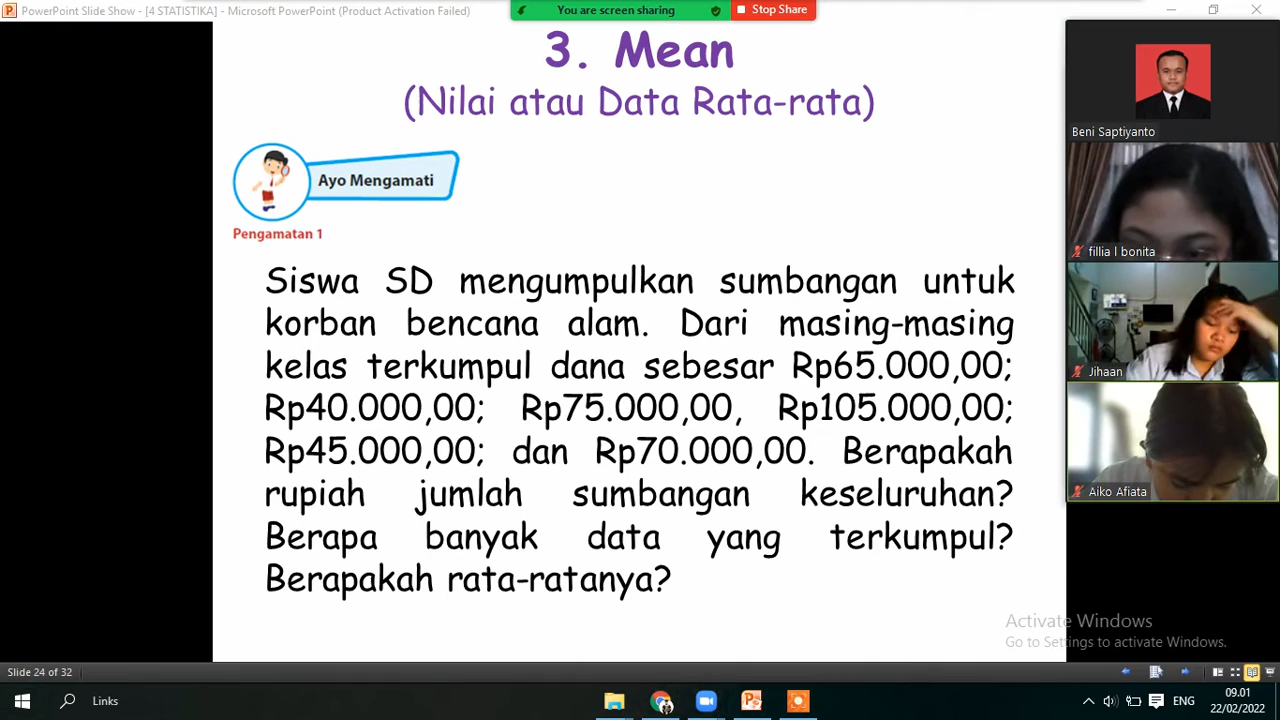 PowerPoint Slide Show - [4 STATISTIKA] - Microsoft PowerPoint (Product Activation Failed)
You are screen sharing
Stop Share
3. Mean
(Nilai atau Data Rata-rata)
Ayo Mengamati
Pengamatan 1
Siswa SD mengumpulkan sumbangan untuk
korban bencana alam. Dari masing-masing
kelas terkumpul dana sebesar Rp65.000,00;
Rp40.000,00; Rp75.000,00, Rp105.000,00;
Rp45.000,00; dan Rp70.000,00. Berapakah
rupiah jumlah sumbangan keseluruhan?
Berapa banyak data yang terkumpul?
Berapakah rata-ratanya?
Beni Saptiyanto
fillia l bonita
Jihaan
Aiko Afiata
Activate Windows
Go to Settings to activate Windows.
Slide 24 of 32
Links
ENG
09.01
22/02/2022